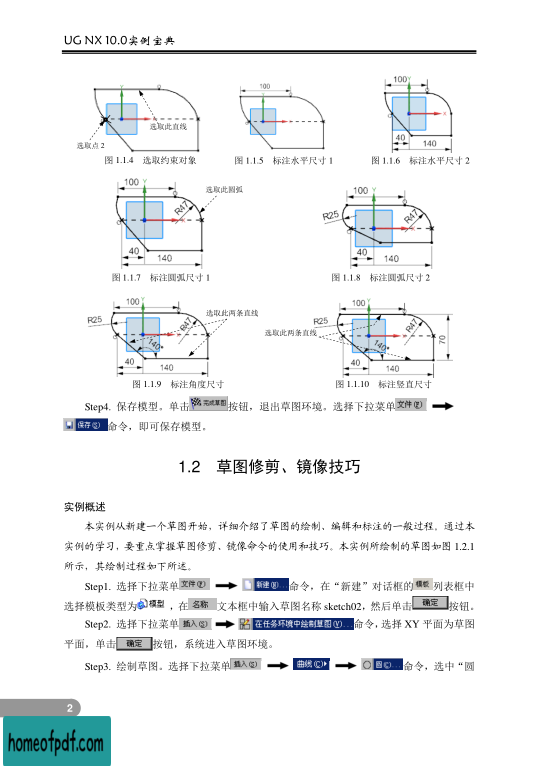 UG NX 10.0实例宝典
选取此直线
选取点 2
图 1.1.4 选取约束对象
100
图 1.1.5 标注水平尺寸 1
100
40
140
图 1.1.6 标注水平尺寸 2
100
选取此圆弧
R47
40
140
图 1.1.7 标注圆弧尺寸 1
100
R25
R47
40
140
图 1.1.8 标注圆弧尺寸 2
100
选取此两条直线
R25
R47
140°
40
140
图 1.1.9 标注角度尺寸
100
R25
R47
选取此两条直线
140°
70
40
140
图 1.1.10 标注竖直尺寸
Step4. 保存模型。单击 完成草图 按钮，退出草图环境。选择下拉菜单 文件(F)
保存(S) 命令，即可保存模型。
1.2 草图修剪、镜像技巧
实例概述
本实例从新建一个草图开始，详细介绍了草图的绘制、编辑和标注的一般过程。通过本
实例的学习，要重点掌握草图修剪、镜像命令的使用和技巧。本实例所绘制的草图如图 1.2.1
所示，其绘制过程如下所述。
Step1. 选择下拉菜单 文件(F) 新建(N)... 命令，在“新建”对话框的 模板 列表框中
选择模板类型为 模型 ，在 名称 文本框中输入草图名称 sketch02，然后单击 确定 按钮。
Step2. 选择下拉菜单 插入(S) 在任务环境中绘制草图(V)... 命令，选择 XY 平面为草图
平面，单击 确定 按钮，系统进入草图环境。
Step3. 绘制草图。选择下拉菜单 插入(S) 曲线(C) 圆(C)... 命令，选中“圆
2
homeofpdf.com